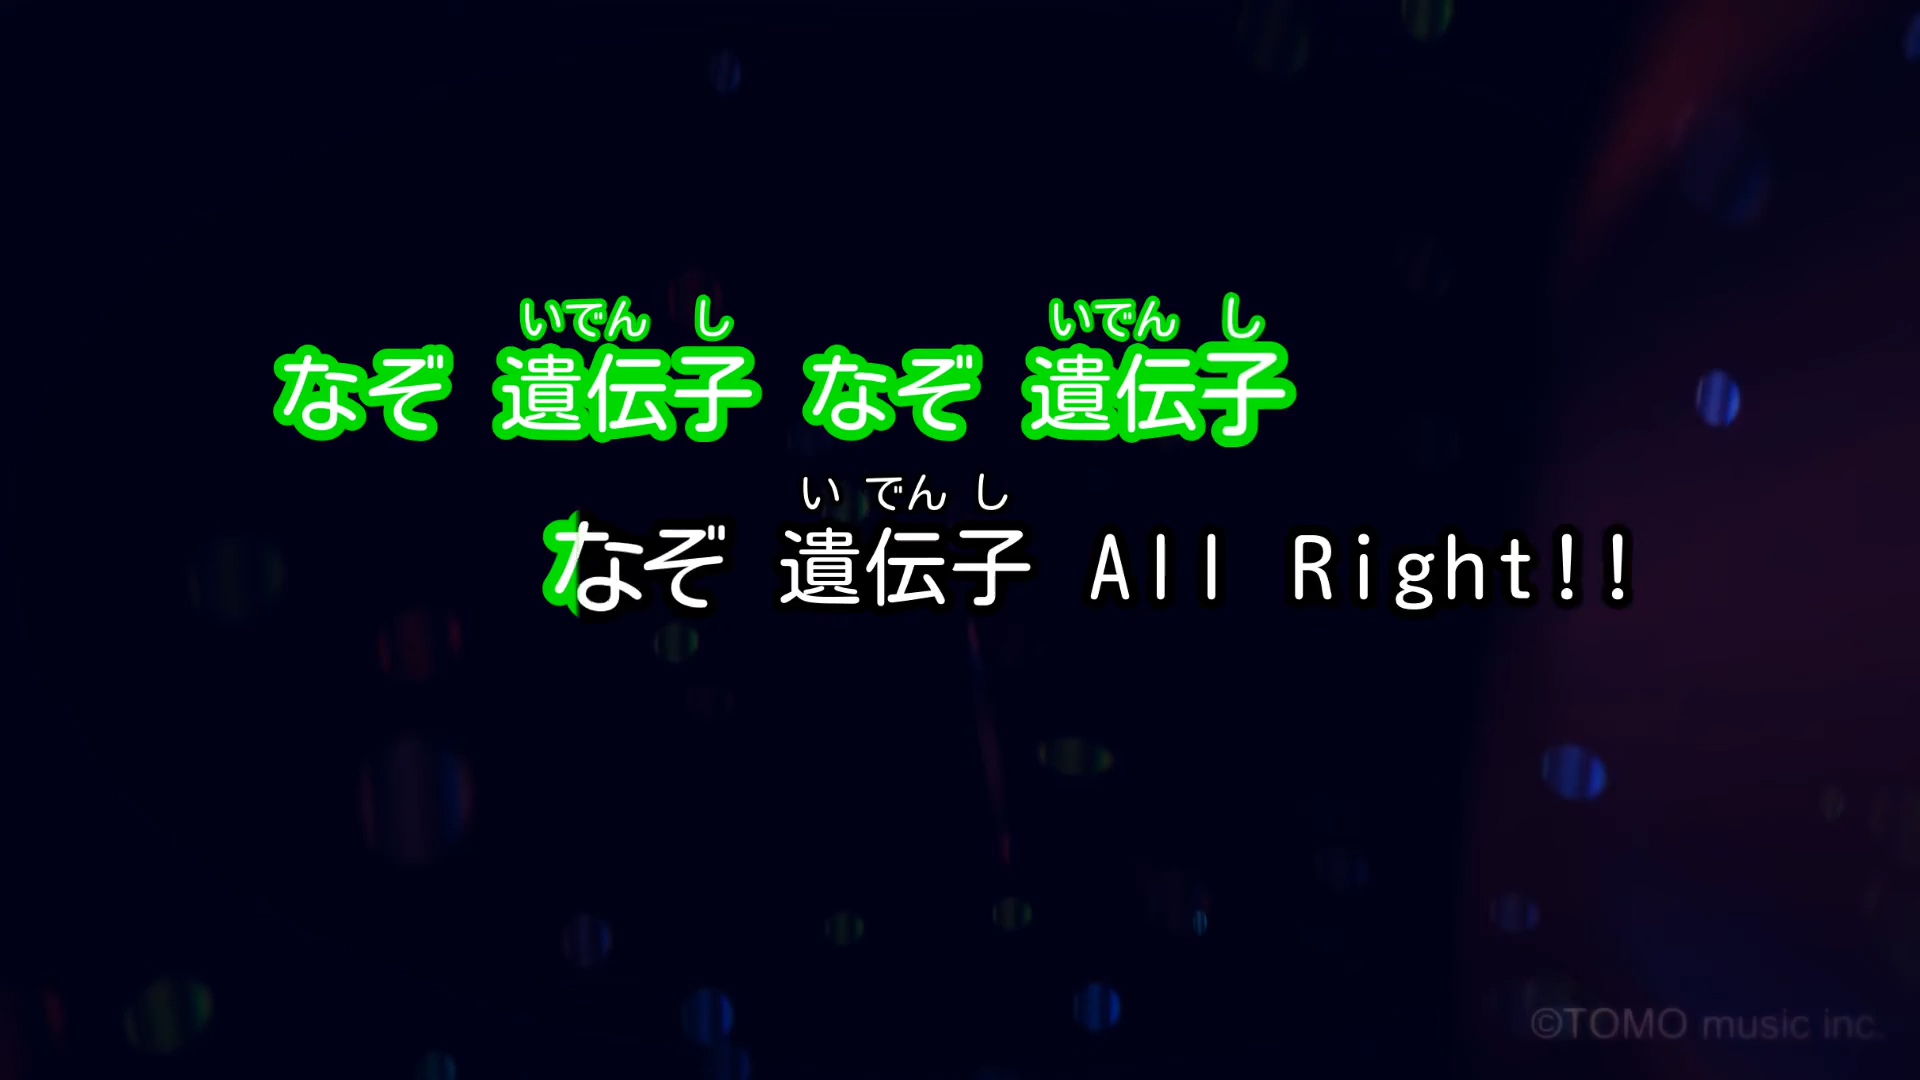 いでん し いでん し
なぞ 遺伝子 なぞ 遺伝子
い でん し
なぞ 遺伝子 All Right!!
©TOMO music inc.